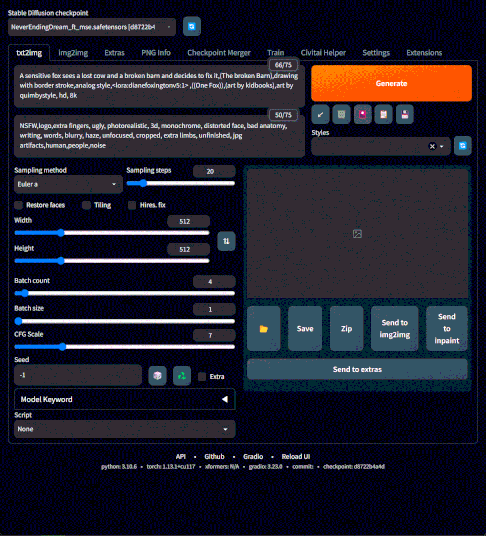 Stable Diffusion checkpoint
NeverEndingDream_ft_mse.safetensors [d8722b4
txt2img img2img Extras PNG Info Checkpoint Merger Train Civital Helper Settings Extensions
66/75
A sensitive fox sees a lost cow and a broken barn and decides to fix it,(The broken Barn),drawing
with border stroke,analog style,<lora:dianefoxingtonv5:1> ,((One Fox)),(art by kidbooks),art by
quimbystyle, hd, 8k
Generate
50/75
NSFW,logo,extra fingers, ugly, photorealistic, 3d, monochrome, distorted face, bad anatomy,
writing, words, blurry, haze, unfocused, cropped, extra limbs, unfinished, jpg
artifacts,human,people,noise
Styles
Sampling method
Euler a
Sampling steps
20
Restore faces Tiling Hires. fix
Width
512
Height
512
Batch count
4
Batch size
1
CFG Scale
7
Seed
-1
Extra
Model Keyword
Script
None
Save
Zip
Send to
img2img
Send
to
inpaint
Send to extras
API • Github • Gradio • Reload UI
python: 3.10.6 • torch: 1.13.1+cu117 • xformers: N/A • gradio: 3.23.0 • commit: • checkpoint: d8722b4a4d